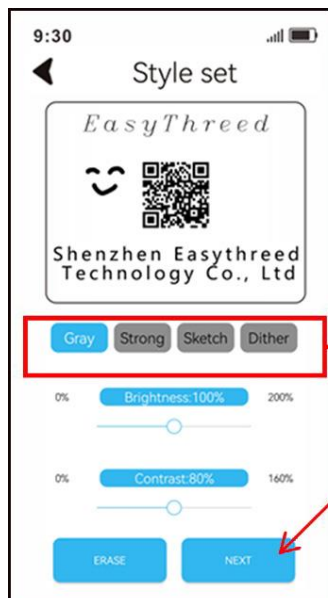 9:30
Style set
EasyThreed
Shenzhen Easythreed
Technology Co., Ltd
Gray Strong Sketch Dither
0% Brightness:100% 200%
0% Contrast:80% 160%
ERASE NEXT